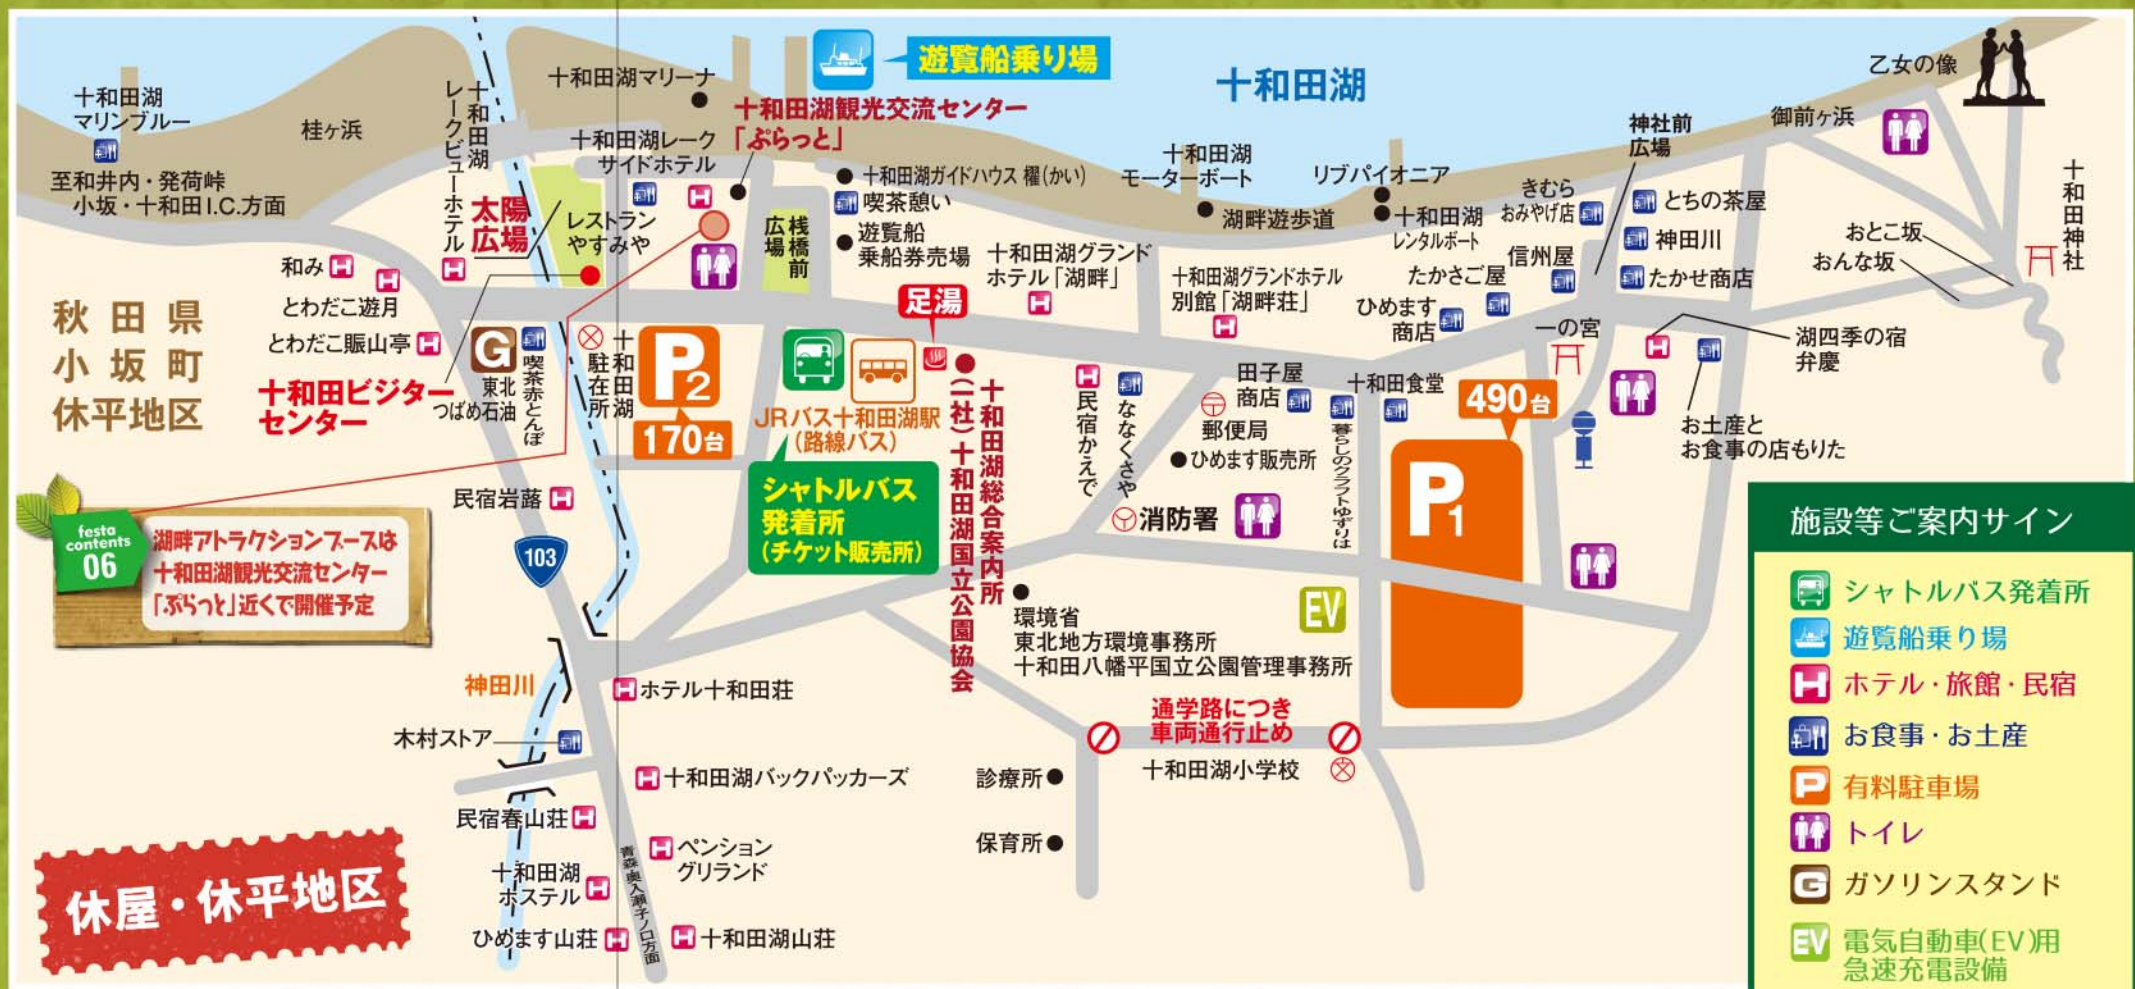 十和田湖
マリンブルー
桂ヶ浜
至和井内・発荷峠
小坂・十和田I.C.方面
十和田湖
レークビューホテル
太陽
広場
十和田湖マリーナ
十和田湖レーク
サイドホテル
レストラン
やすみや
遊覧船乗り場
十和田湖観光交流センター
「ぷらっと」
十和田湖
十和田湖ガイドハウス 櫂(かい)
喫茶憩い
遊覧船
乗船券売場
桟橋前
広場
十和田湖
モーターボート
湖畔遊歩道
リブパイオニア
十和田湖
レンタルボート
きむら
おみやげ店
神社前
広場
御前ヶ浜
乙女の像
とちの茶屋
神田川
たかせ商店
おとこ坂
おんな坂
十和田神社
和み
とわだこ遊月
とわだこ賑山亭
秋田県
小坂町
休平地区
十和田ビジター
センター
G
東北
つばめ石油
喫茶赤とんぼ
十和田湖
駐在所
P2
170台
JRバス十和田湖駅
(路線バス)
シャトルバス
発着所
(チケット販売所)
足湯
十和田湖総合案内所
(一社)十和田湖国立公園協会
十和田湖グランド
ホテル「湖畔」
十和田湖グランドホテル
別館「湖畔荘」
信州屋
たかさご屋
ひめます
商店
一の宮
湖四季の宿
弁慶
お土産と
お食事の店もりた
民宿かえで
ななくさや
田子屋
商店
郵便局
ひめます販売所
十和田食堂
暮らしのクラフトゆずりは
消防署
490台
P1
EV
環境省
東北地方環境事務所
十和田八幡平国立公園管理事務所
通学路につき
車両通行止め
十和田湖小学校
診療所
保育所
民宿岩蕗
103
festa
contents
06
湖畔アトラクションブースは
十和田湖観光交流センター
「ぷらっと」近くで開催予定
神田川
ホテル十和田荘
木村ストア
十和田湖バックパッカーズ
民宿春山荘
ペンション
グリランド
十和田湖
ホステル
ひめます山荘
十和田湖山荘
青森・奥入瀬・子ノ口方面
休屋・休平地区
施設等ご案内サイン
シャトルバス発着所
遊覧船乗り場
H ホテル・旅館・民宿
お食事・お土産
P 有料駐車場
トイレ
G ガソリンスタンド
EV 電気自動車(EV)用
急速充電設備